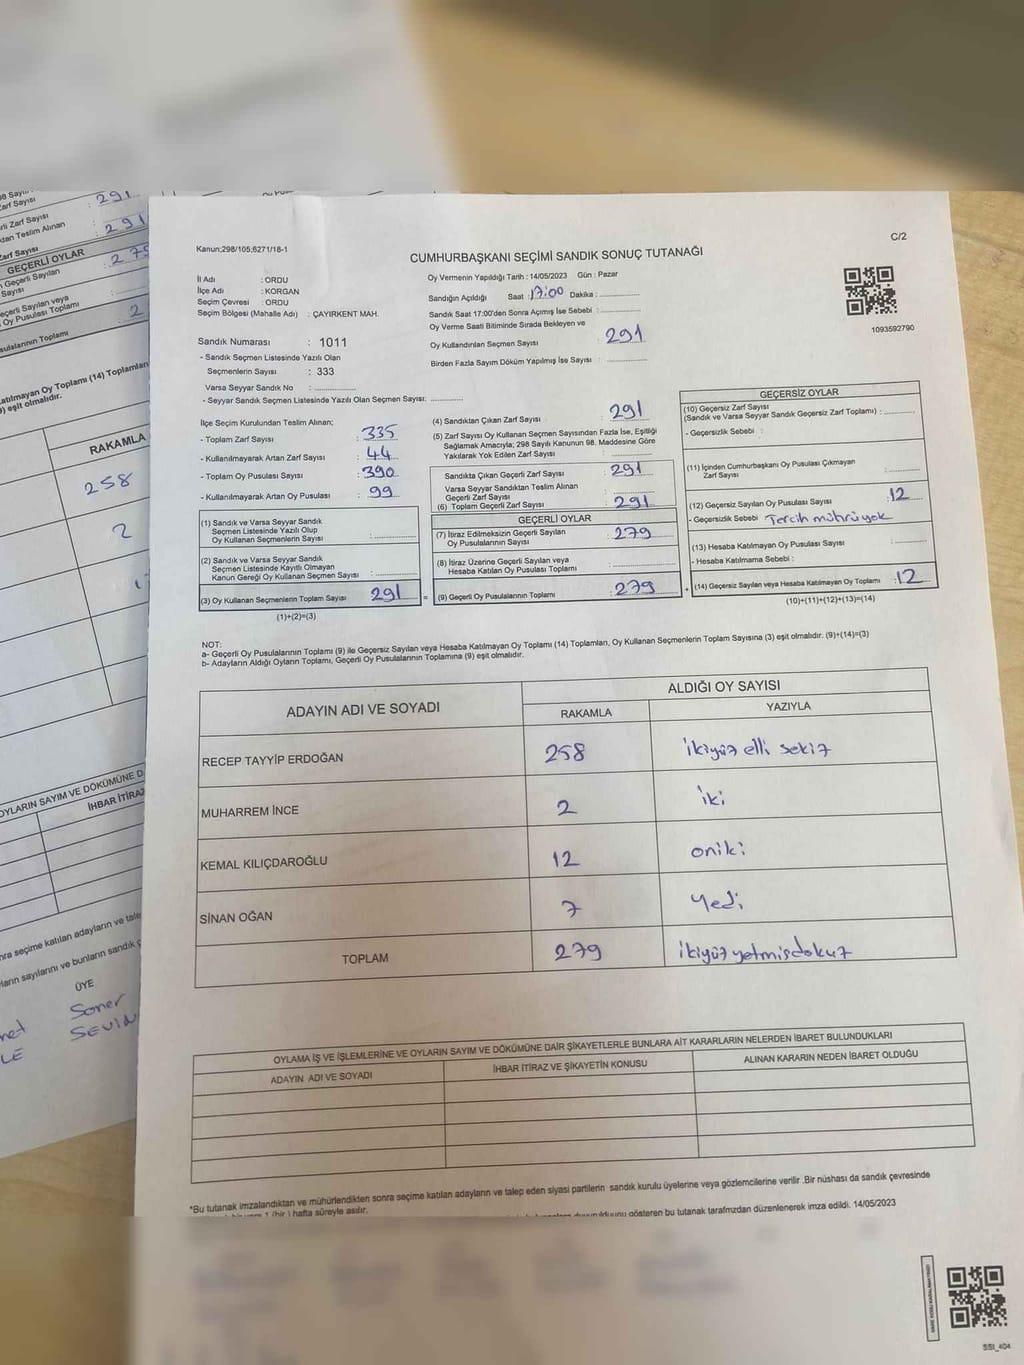 291
Zarf Sayısı
291
GEÇERLİ OYLAR
RAKAMLA
258
2
OYLARIN SAYIM VE DÖKÜMÜNE
İHBAR İTİRAZ
ÜYE
Soner
Kanun:298/105;6271/18-1
C/2
CUMHURBAŞKANI SEÇİMİ SANDIK SONUÇ TUTANAĞI
İl Adı : ORDU
İlçe Adı : KORGAN
Seçim Çevresi : ORDU
Seçim Bölgesi (Mahalle Adı) : ÇAYIRKENT MAH.
Oy Vermenin Yapıldığı Tarih : 14/05/2023 Gün : Pazar
Sandığın Açıldığı Saat : 17:00 Dakika : ..............
Sandık Saat 17:00'den Sonra Açılmış İse Sebebi : ..............
Oy Verme Saati Bitiminde Sırada Bekleyen ve
Oy Kullandırılan Seçmen Sayısı : 291
Birden Fazla Sayım Döküm Yapılmış İse Sayısı : ..............
1093592790
Sandık Numarası : 1011
- Sandık Seçmen Listesinde Yazılı Olan
Seçmenlerin Sayısı : 333
Varsa Seyyar Sandık No : ..............
- Seyyar Sandık Seçmen Listesinde Yazılı Olan Seçmen Sayısı: ..............
İlçe Seçim Kurulundan Teslim Alınan;
- Toplam Zarf Sayısı : 335
- Kullanılmayarak Artan Zarf Sayısı : 44
- Toplam Oy Pusulası Sayısı : 390
- Kullanılmayarak Artan Oy Pusulası : 99
(1) Sandık ve Varsa Seyyar Sandık
Seçmen Listesinde Yazılı Olup
Oy Kullanan Seçmenlerin Sayısı : ..............
(2) Sandık ve Varsa Seyyar Sandık
Seçmen Listesinde Kayıtlı Olmayan
Kanun Gereği Oy Kullanan Seçmen Sayısı : ..............
(3) Oy Kullanan Seçmenlerin Toplam Sayısı 291 =
(1)+(2)=(3)
(4) Sandıktan Çıkan Zarf Sayısı : 291
(5) Zarf Sayısı Oy Kullanan Seçmen Sayısından Fazla İse, Eşitliği
Sağlamak Amacıyla; 298 Sayılı Kanunun 98. Maddesine Göre
Yakılarak Yok Edilen Zarf Sayısı : ..............
Sandıkta Çıkan Geçerli Zarf Sayısı : 291
Varsa Seyyar Sandıktan Teslim Alınan
Geçerli Zarf Sayısı : ..............
(6) Toplam Geçerli Zarf Sayısı : 291
GEÇERLİ OYLAR
(7) İtiraz Edilmeksizin Geçerli Sayılan
Oy Pusulalarının Sayısı : 279
(8) İtiraz Üzerine Geçerli Sayılan veya
Hesaba Katılan Oy Pusulası Toplamı : ..............
(9) Geçerli Oy Pusulalarının Toplamı : 279 +
GEÇERSİZ OYLAR
(10) Geçersiz Zarf Sayısı
(Sandık ve Varsa Seyyar Sandık Geçersiz Zarf Toplamı) : ..............
- Geçersizlik Sebebi :
(11) İçinden Cumhurbaşkanı Oy Pusulası Çıkmayan
Zarf Sayısı : ..............
(12) Geçersiz Sayılan Oy Pusulası Sayısı : 12
- Geçersizlik Sebebi Tercih mührü yok
(13) Hesaba Katılmayan Oy Pusulası Sayısı : ..............
- Hesaba Katılmama Sebebi :
(14) Geçersiz Sayılan veya Hesaba Katılmayan Oy Toplamı : 12
(10)+(11)+(12)+(13)=(14)
NOT:
a- Geçerli Oy Pusulalarının Toplamı (9) ile Geçersiz Sayılan veya Hesaba Katılmayan Oy Toplamı (14) Toplamları, Oy Kullanan Seçmenlerin Toplam Sayısına (3) eşit olmalıdır. (9)+(14)=(3)
b- Adayların Aldığı Oyların Toplamı, Geçerli Oy Pusulalarının Toplamına (9) eşit olmalıdır.
ADAYIN ADI VE SOYADI
ALDIĞI OY SAYISI
RAKAMLA YAZIYLA
RECEP TAYYİP ERDOĞAN 258 ikiyüz elli sekiz
MUHARREM İNCE 2 iki
KEMAL KILIÇDAROĞLU 12 oniki
SİNAN OĞAN 7 yedi
TOPLAM 279 ikiyüz yetmişdokuz
OYLAMA İŞ VE İŞLEMLERİNE VE OYLARIN SAYIM VE DÖKÜMÜNE DAİR ŞİKAYETLERLE BUNLARA AİT KARARLARIN NELERDEN İBARET BULUNDUKLARI
ADAYIN ADI VE SOYADI İHBAR İTİRAZ VE ŞİKAYETİN KONUSU ALINAN KARARIN NEDEN İBARET OLDUĞU
*Bu tutanak imzalandıktan ve mühürlendikten sonra seçime katılan adayların ve talep eden siyasi partilerin sandık kurulu üyelerine veya gözlemcilerine verilir .Bir nüshası da sandık çevresinde
1 (bir ) hafta süreyle asılır.
gösteren bu tutanak tarafımızdan düzenlenerek imza edildi. 14/05/2023
SSI_404